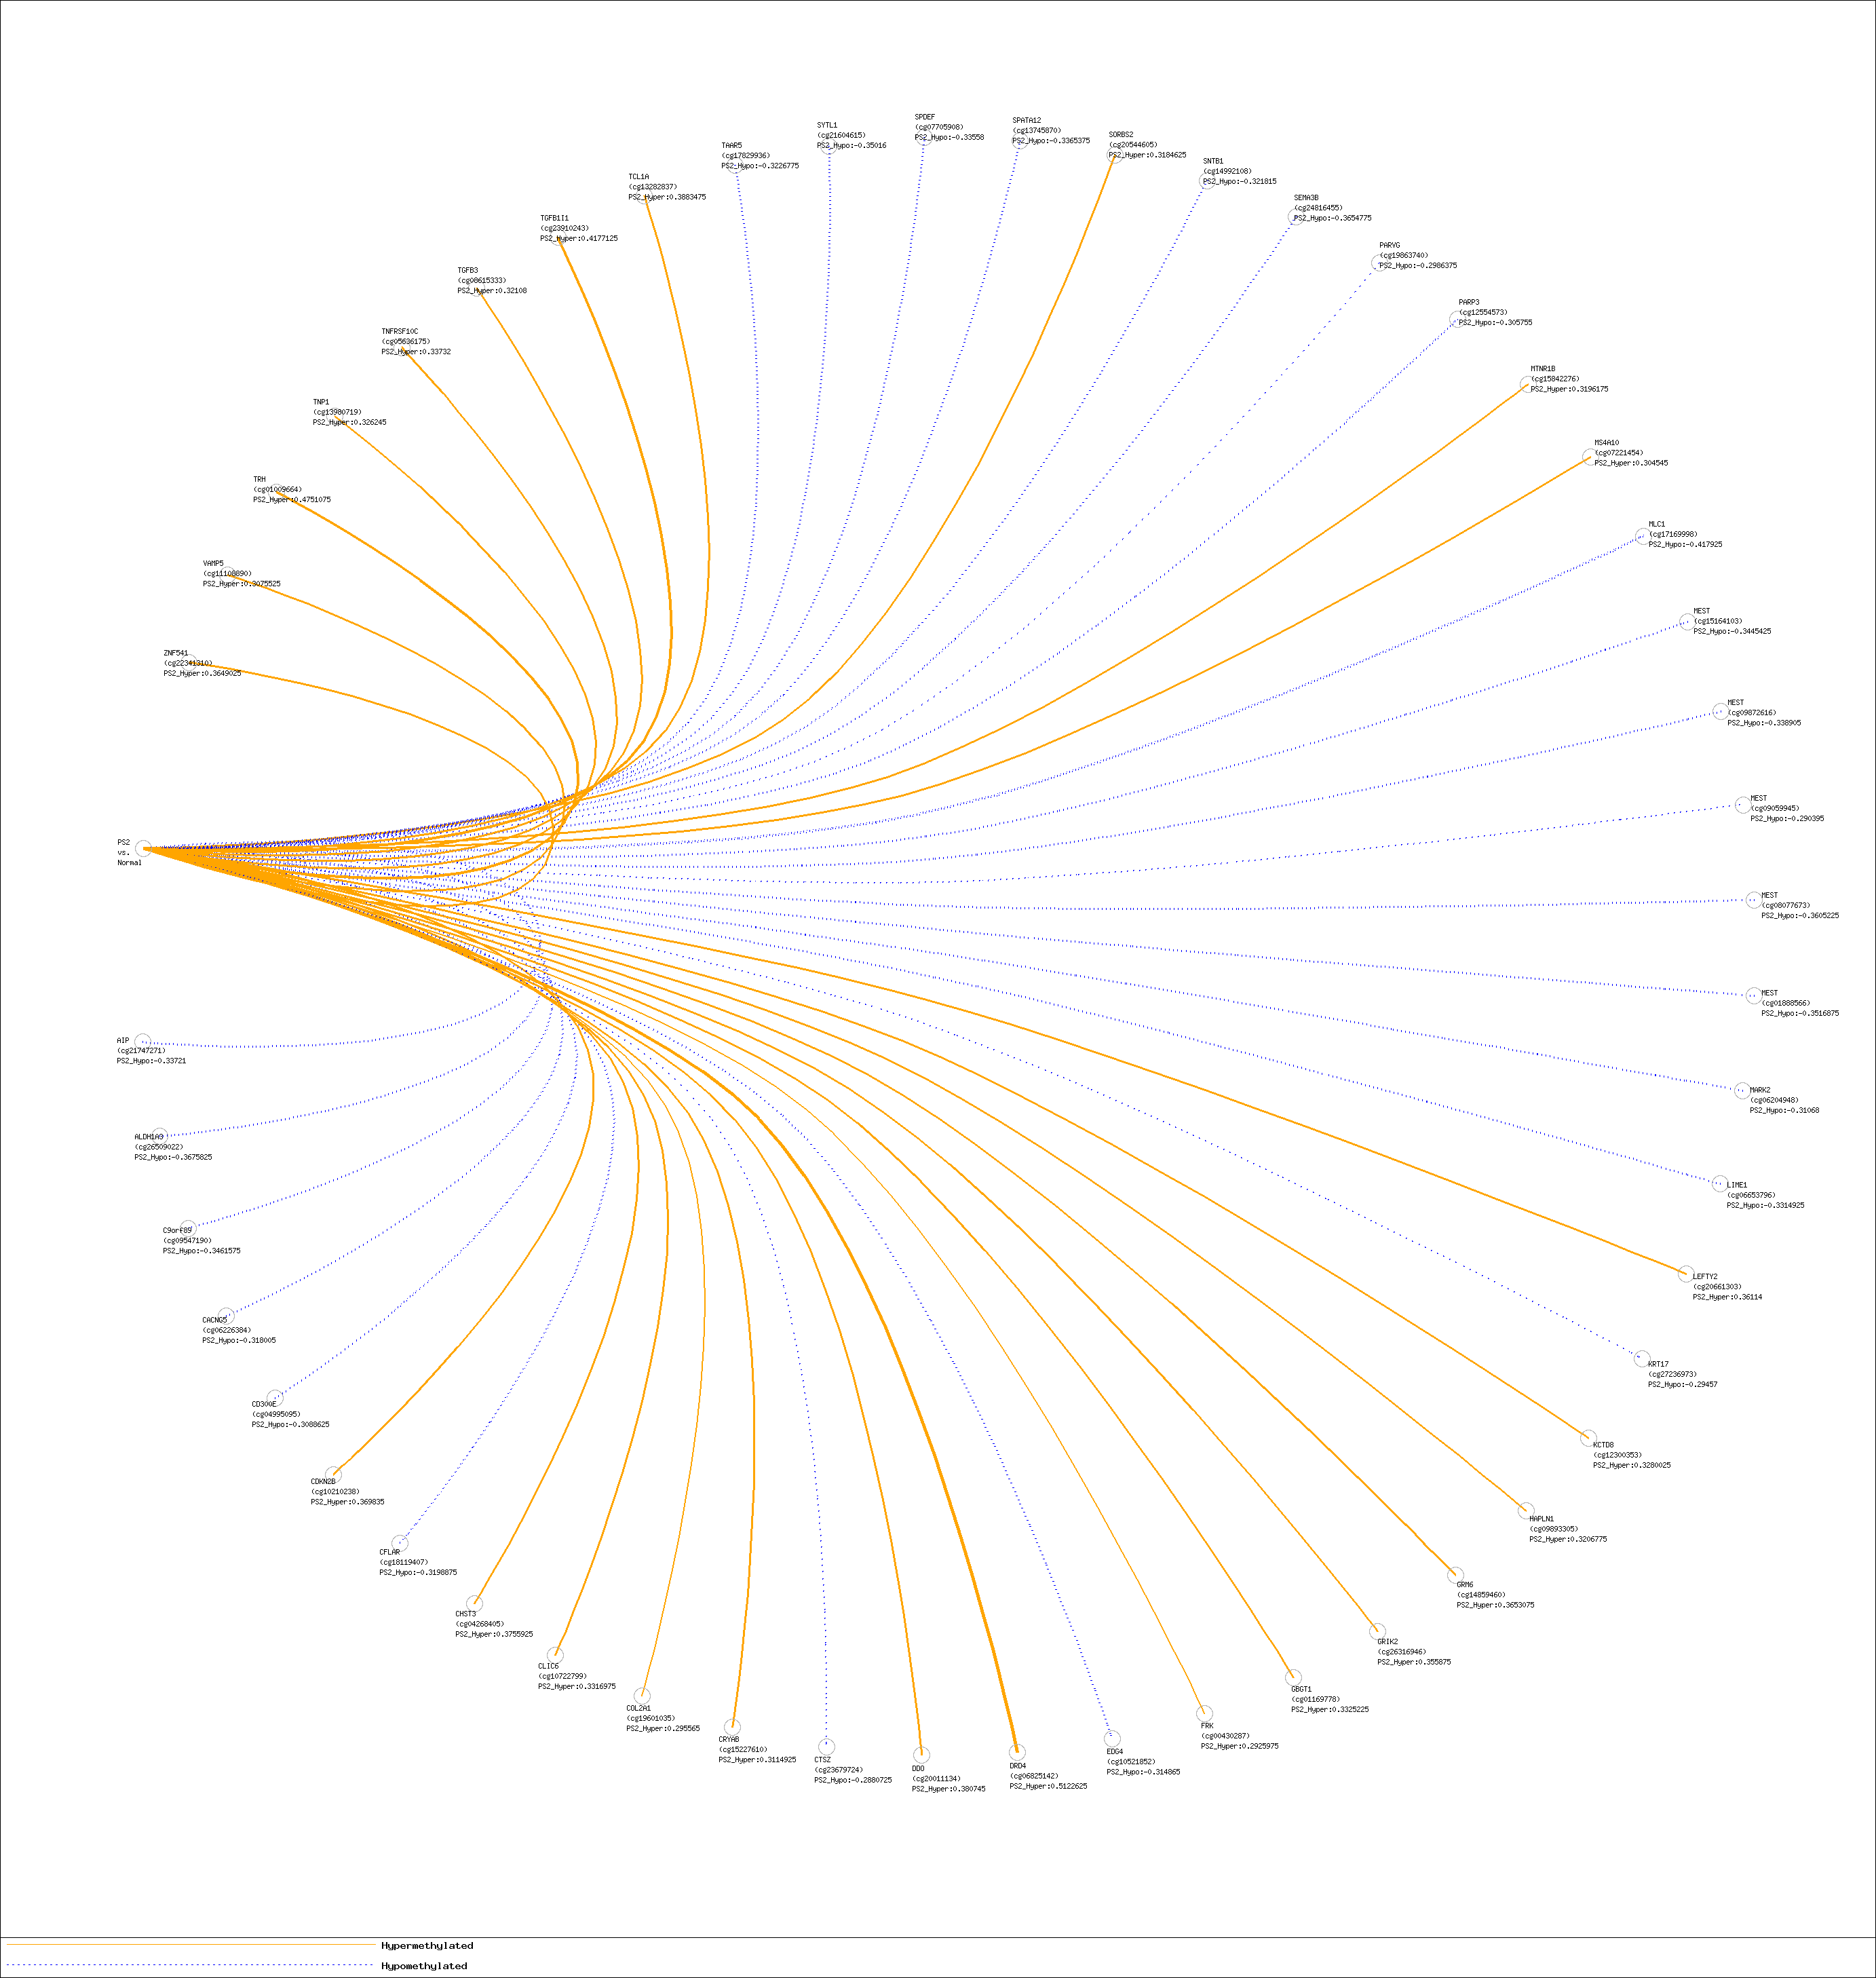 SPDEF
(cg07705908)
PS2_Hypo:-0.33558
SPATA12
(cg13745870)
PS2_Hypo:-0.3365375
SYTL1
(cg21604615)
PS2_Hypo:-0.35016
SORBS2
(cg20544605)
PS2_Hyper:0.3184625
TAAR5
(cg17829936)
PS2_Hypo:-0.3226775
SNTB1
(cg14992108)
PS2_Hypo:-0.321815
TCL1A
(cg13282837)
PS2_Hyper:0.3883475
SEMA3B
(cg24816455)
PS2_Hypo:-0.3654775
TGFB1I1
(cg23910243)
PS2_Hyper:0.4177125
PARVG
(cg19863740)
PS2_Hypo:-0.2986375
TGFB3
(cg08615333)
PS2_Hyper:0.32108
PARP3
(cg12554573)
PS2_Hypo:-0.305755
TNFRSF10C
(cg05636175)
PS2_Hyper:0.33732
MTNR1B
(cg15842276)
PS2_Hyper:0.3196175
TNP1
(cg13980719)
PS2_Hyper:0.326245
MS4A10
(cg07221454)
PS2_Hyper:0.304545
TRH
(cg01009664)
PS2_Hyper:0.4751075
MLC1
(cg17169998)
PS2_Hypo:-0.417925
VAMP5
(cg11108890)
PS2_Hyper:0.3075525
MEST
(cg15164103)
PS2_Hypo:-0.3445425
ZNF541
(cg22341310)
PS2_Hyper:0.3649025
MEST
(cg09872616)
PS2_Hypo:-0.338905
MEST
(cg09059945)
PS2_Hypo:-0.290395
PS2
vs.
Normal
MEST
(cg08077673)
PS2_Hypo:-0.3605225
MEST
(cg01888566)
PS2_Hypo:-0.3516875
AIP
(cg21747271)
PS2_Hypo:-0.33721
MARK2
(cg06204948)
PS2_Hypo:-0.31068
ALDH1A3
(cg26509022)
PS2_Hypo:-0.3675825
LIME1
(cg06653796)
PS2_Hypo:-0.3314925
C9orf89
(cg09547190)
PS2_Hypo:-0.3461575
LEFTY2
(cg20661303)
PS2_Hyper:0.36114
CACNG5
(cg06226384)
PS2_Hypo:-0.318005
KRT17
(cg27236973)
PS2_Hypo:-0.29457
CD300E
(cg04995095)
PS2_Hypo:-0.3088625
KCTD8
(cg12300353)
PS2_Hyper:0.3280025
CDKN2B
(cg10210238)
PS2_Hyper:0.369835
HAPLN1
(cg09893305)
PS2_Hyper:0.3206775
CFLAR
(cg18119407)
PS2_Hypo:-0.3198875
GRM6
(cg14859460)
PS2_Hyper:0.3653075
CHST3
(cg04268405)
PS2_Hyper:0.3755925
GRIK2
(cg26316946)
PS2_Hyper:0.355875
CLIC6
(cg10722799)
PS2_Hyper:0.3316975
GBGT1
(cg01169778)
PS2_Hyper:0.3325225
COL2A1
(cg19601035)
PS2_Hyper:0.295565
FRK
(cg00430287)
PS2_Hyper:0.2925975
CRYAB
(cg15227610)
PS2_Hyper:0.3114925
EDG4
(cg10521852)
PS2_Hypo:-0.314865
CTSZ
(cg23679724)
PS2_Hypo:-0.2880725
DDO
(cg20011134)
PS2_Hyper:0.380745
DRD4
(cg06825142)
PS2_Hyper:0.5122625
Hypermethylated
Hypomethylated